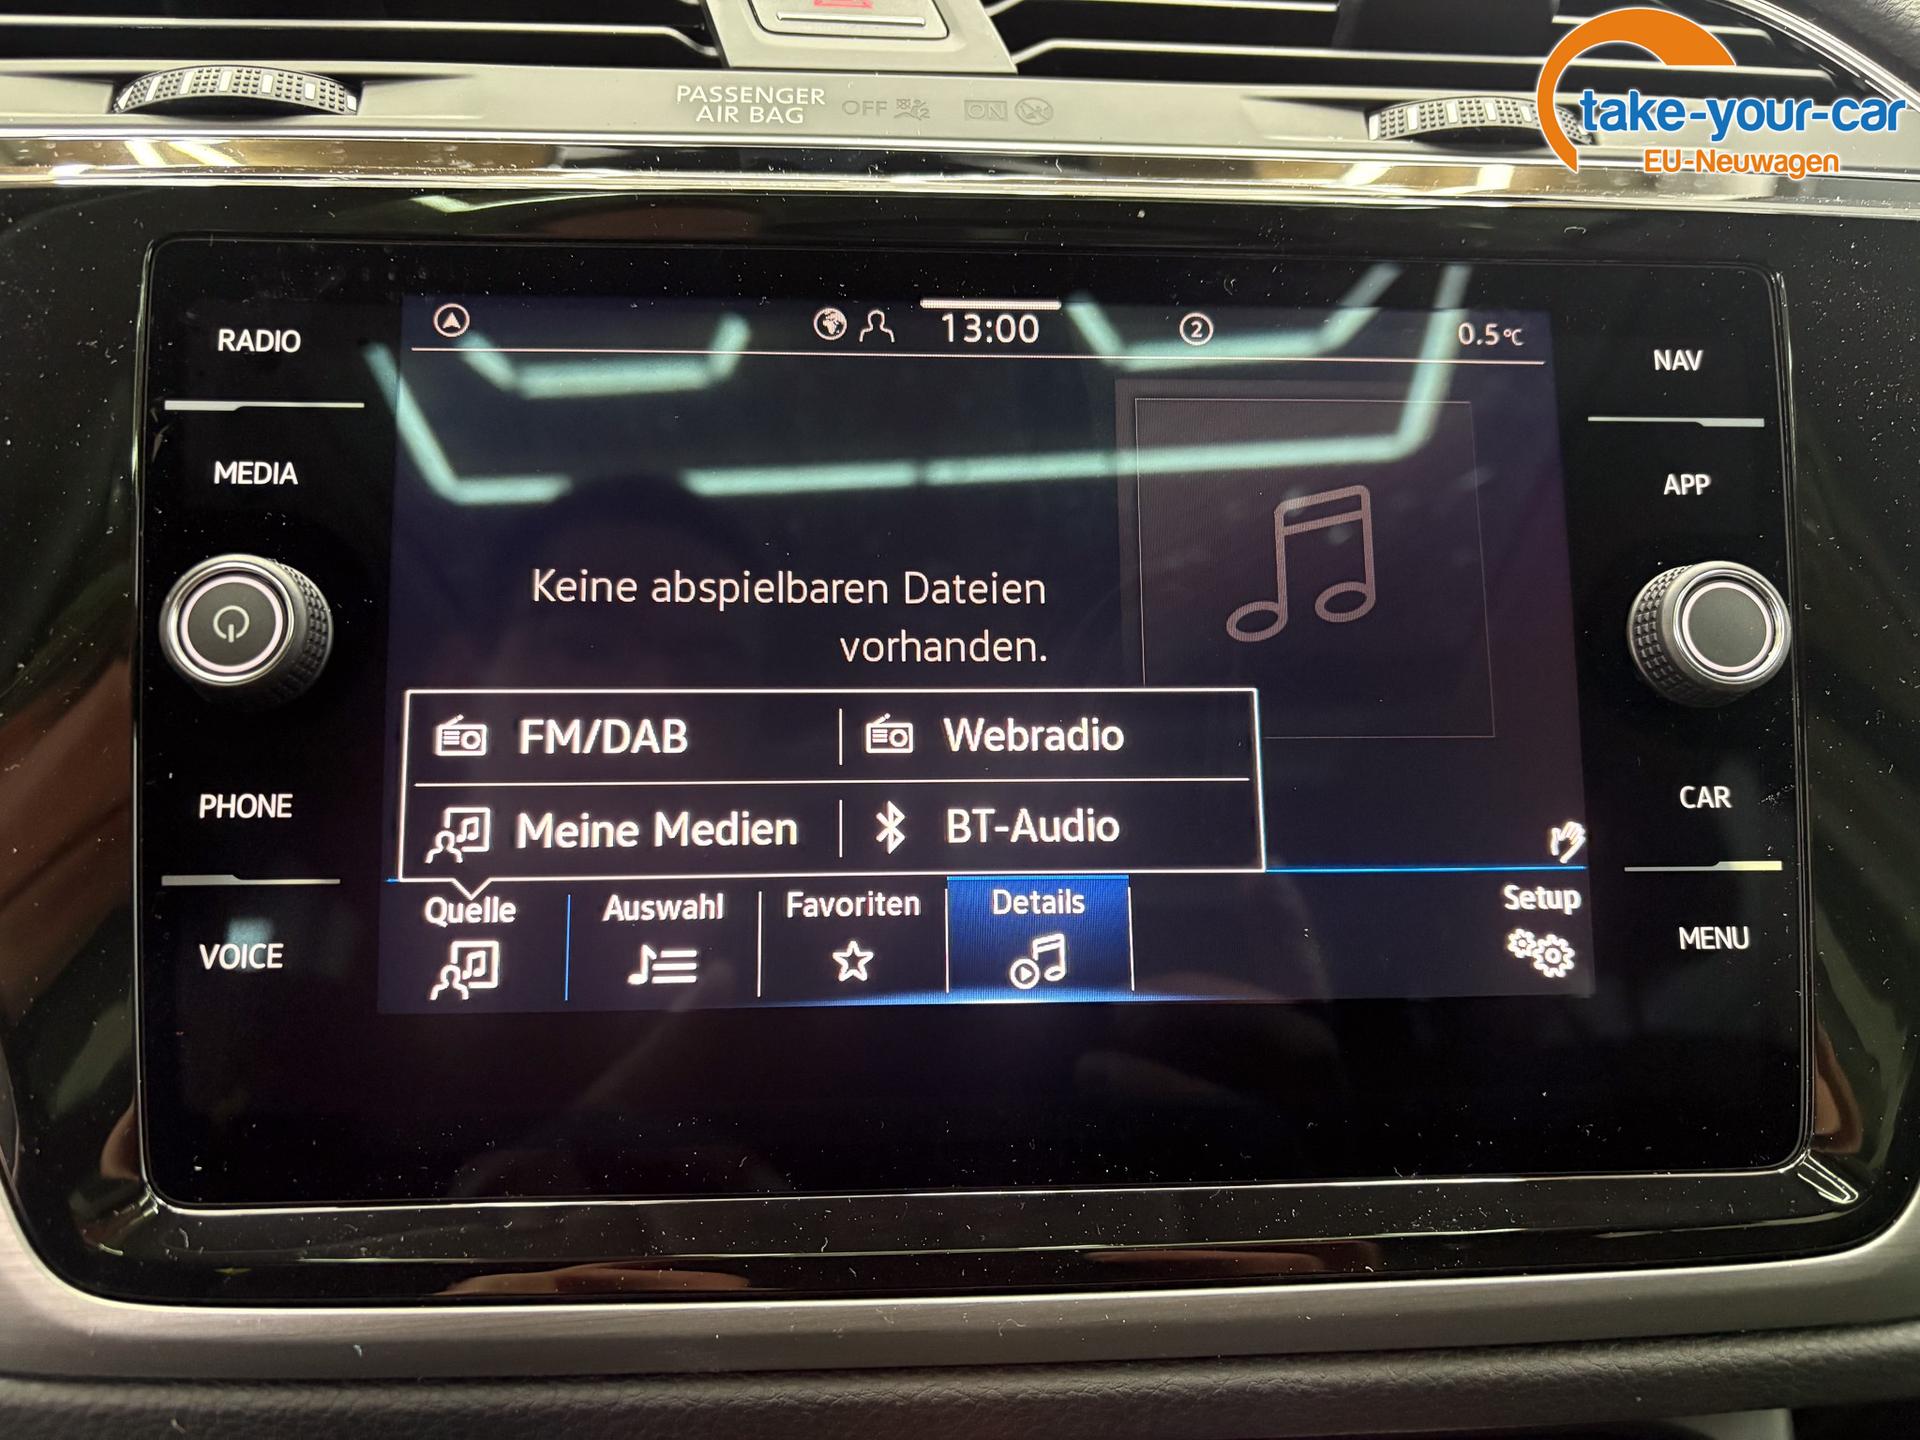 PASSENGER
AIR BAG
OFF
ON
take-your-car
EU-Neuwagen
RADIO
MEDIA
PHONE
VOICE
13:00
2
0.5°C
Keine abspielbaren Dateien
vorhanden.
FM/DAB
Webradio
Meine Medien
BT-Audio
Quelle
Auswahl
Favoriten
Details
Setup
NAV
APP
CAR
MENU